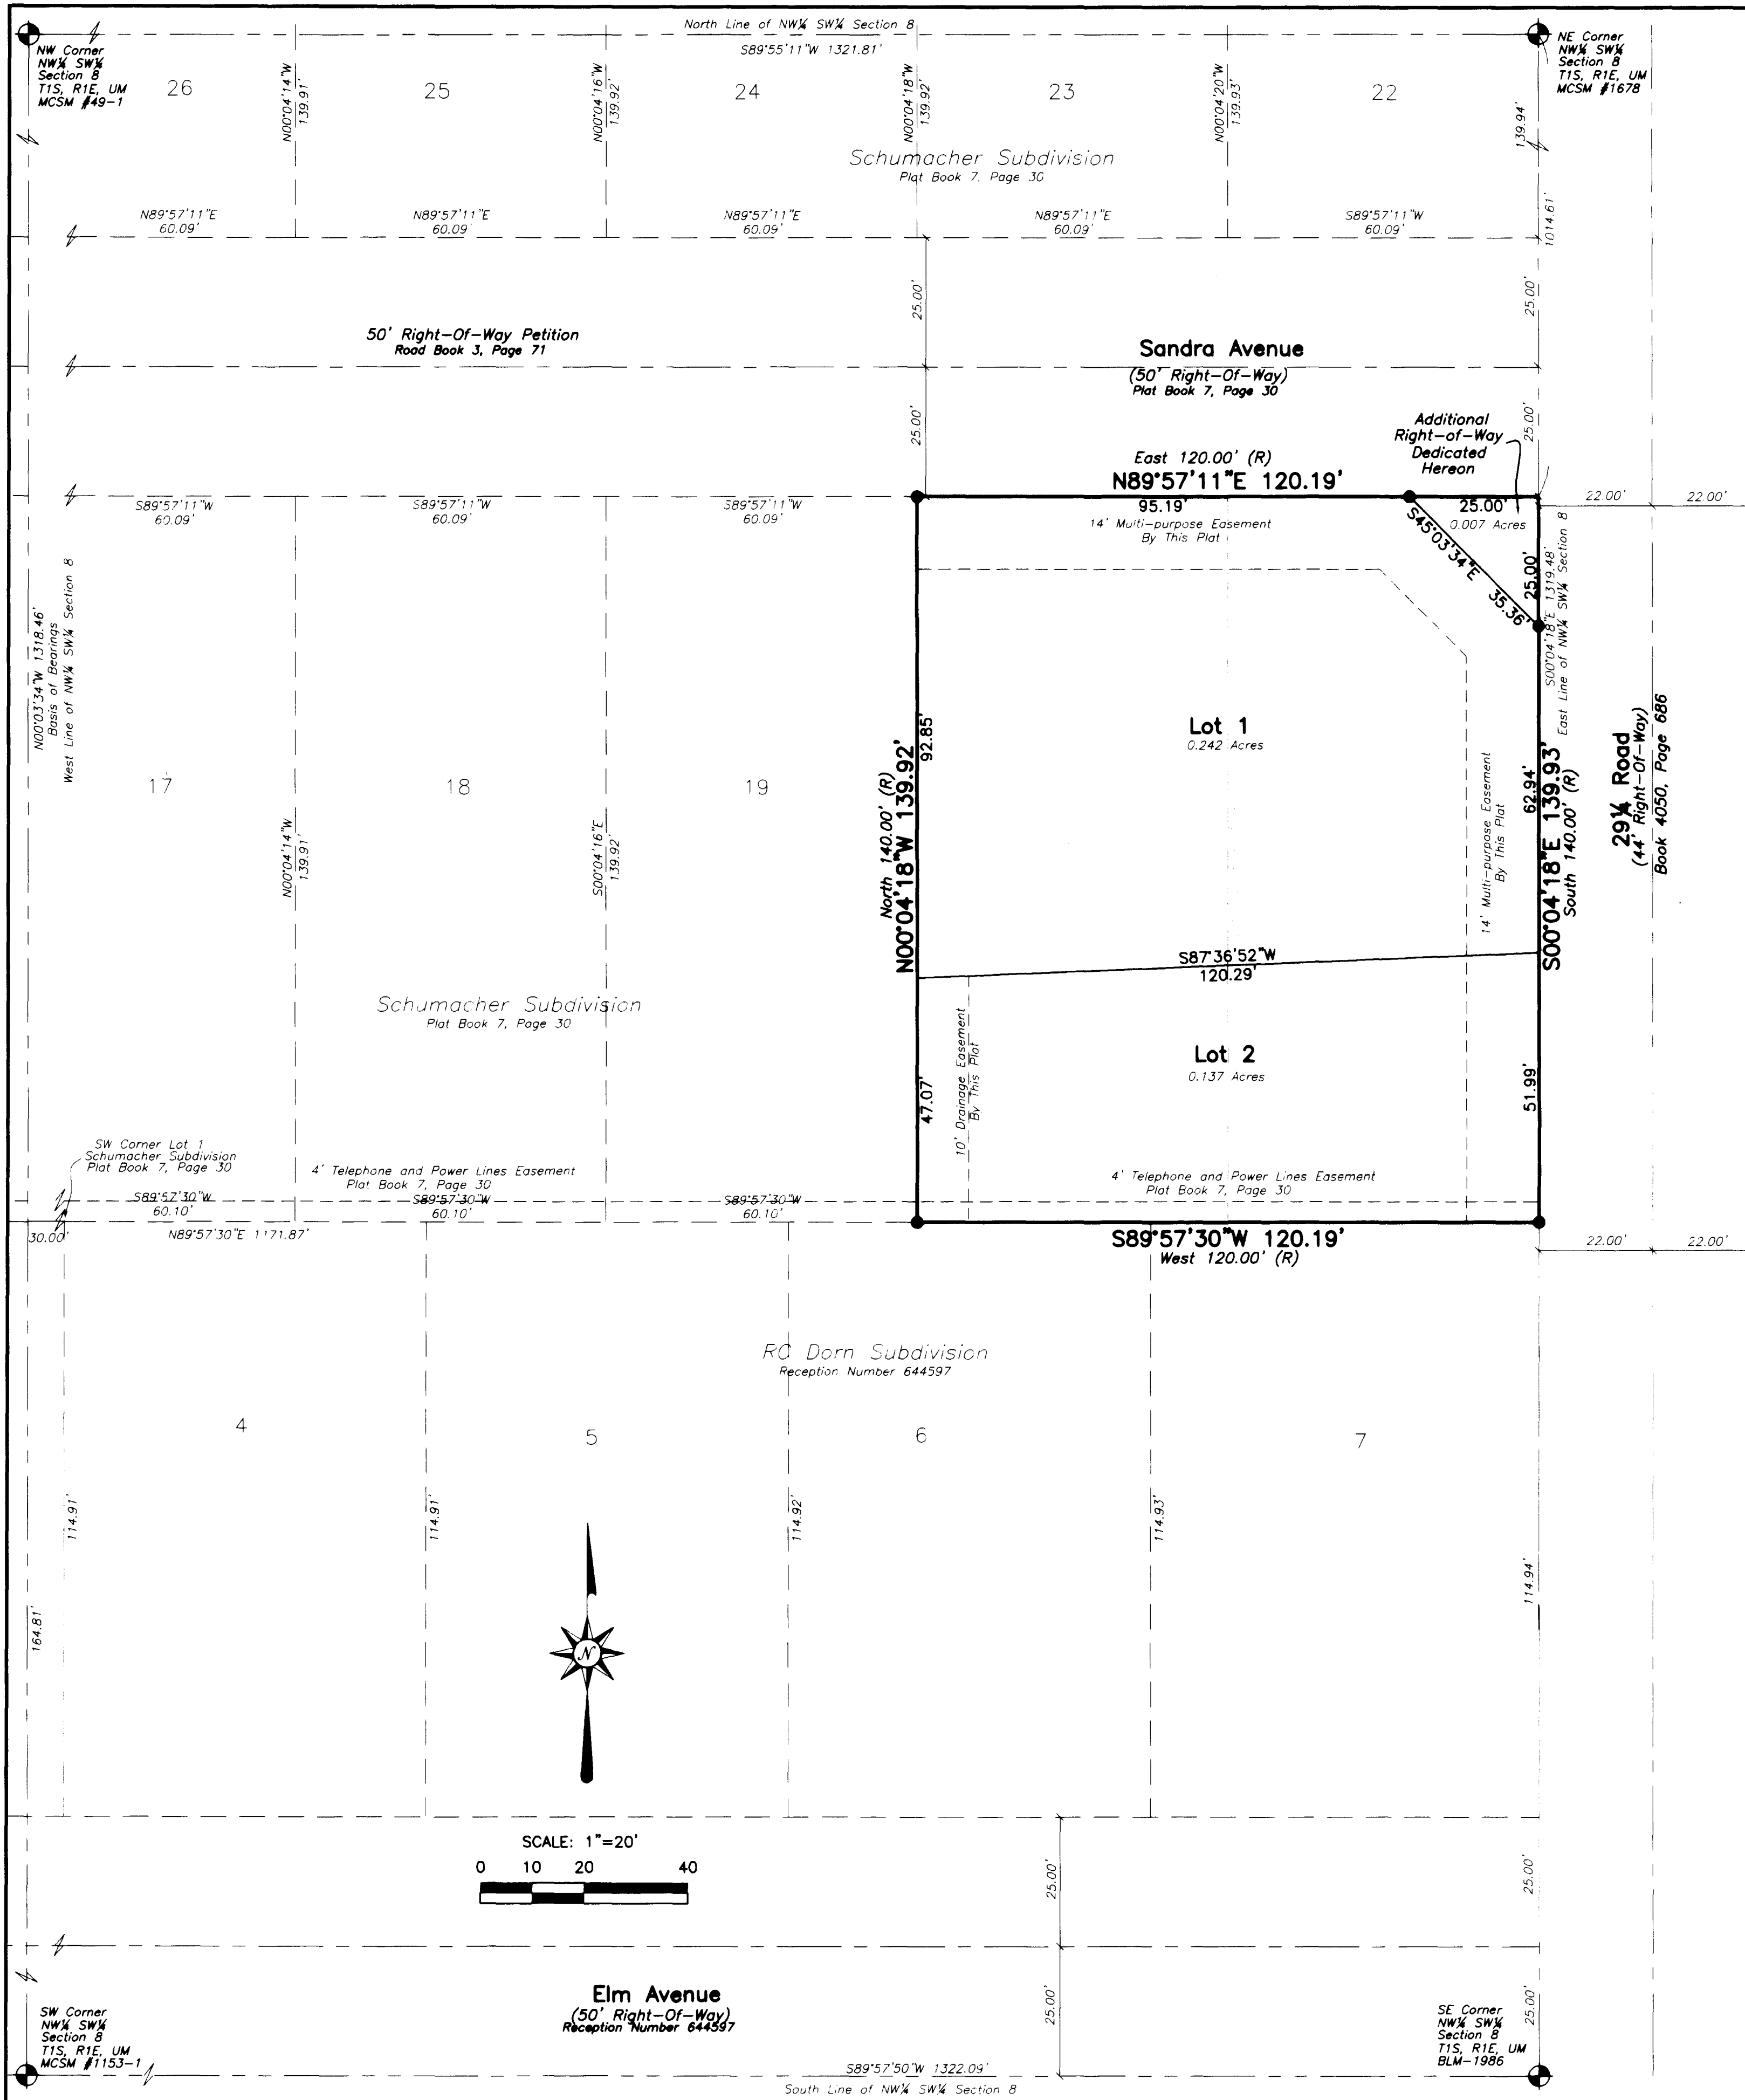 North Line of NW¼ SW¼ Section 8
S89°55'11"W 1321.81'
NW Corner
NW¼ SW¼
Section 8
T1S, R1E, UM
MCSM #49-1
NE Corner
NW¼ SW¼
Section 8
T1S, R1E, UM
MCSM #1678
26
N00°04'14"W
139.91'
25
N00°04'16"W
139.92'
24
N00°04'18"W
139.92'
23
N00°04'20"W
139.93'
22
139.94'
Schumacher Subdivision
Plat Book 7, Page 30
N89°57'11"E
60.09'
N89°57'11"E
60.09'
N89°57'11"E
60.09'
N89°57'11"E
60.09'
S89°57'11"W
60.09'
1014.61'
25.00'
25.00'
50' Right-Of-Way Petition
Road Book 3, Page 71
Sandra Avenue
(50' Right-Of-Way)
Plat Book 7, Page 30
25.00'
25.00'
Additional
Right-of-Way
Dedicated
Hereon
East 120.00' (R)
N89°57'11"E 120.19'
S89°57'11"W
60.09'
S89°57'11"W
60.09'
S89°57'11"W
60.09'
95.19'
25.00'
0.007 Acres
22.00'
22.00'
14' Multi-purpose Easement
By This Plat
S45°03'34"E 35.36'
25.00'
S00°04'18"E 1319.48'
East Line of NW¼ SW¼ Section 8
N00°03'34"W 1318.46'
Basis of Bearings
West Line of NW¼ SW¼ Section 8
17
18
19
N00°04'14"W
139.91'
S00°04'16"E
139.92'
92.85'
North 140.00' (R)
N00°04'18"W 139.92'
Lot 1
0.242 Acres
14' Multi-purpose Easement
By This Plat
62.94'
S00°04'18"E 139.93'
South 140.00' (R)
29¼ Road
(44' Right-Of-Way)
Book 4050, Page 686
S87°36'52"W
120.29'
Schumacher Subdivision
Plat Book 7, Page 30
10' Drainage Easement
By This Plat
47.07'
Lot 2
0.137 Acres
51.99'
SW Corner Lot 1
Schumacher Subdivision
Plat Book 7, Page 30
4' Telephone and Power Lines Easement
Plat Book 7, Page 30
4' Telephone and Power Lines Easement
Plat Book 7, Page 30
S89°57'30"W
60.10'
S89°57'30"W
60.10'
S89°57'30"W
60.10'
30.00'
N89°57'30"E 1171.87'
S89°57'30"W 120.19'
West 120.00' (R)
22.00'
22.00'
RC Dorn Subdivision
Reception Number 644597
4
5
6
7
114.91'
114.91'
114.92'
114.93'
114.94'
164.81'
N
SCALE: 1"=20'
0 10 20 40
25.00'
25.00'
Elm Avenue
(50' Right-Of-Way)
Reception Number 644597
25.00'
25.00'
SW Corner
NW¼ SW¼
Section 8
T1S, R1E, UM
MCSM #1153-1
SE Corner
NW¼ SW¼
Section 8
T1S, R1E, UM
BLM-1986
S89°57'50"W 1322.09'
South Line of NW¼ SW¼ Section 8